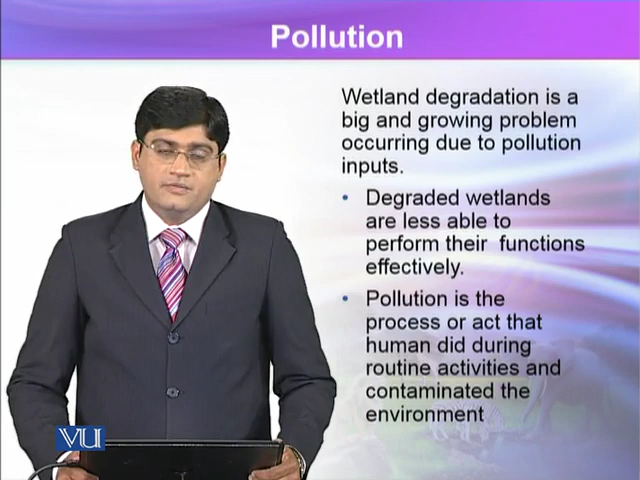 Pollution
Wetland degradation is a
big and growing problem
occurring due to pollution
inputs.
• Degraded wetlands
are less able to
perform their functions
effectively.
• Pollution is the
process or act that
human did during
routine activities and
contaminated the
environment
VU